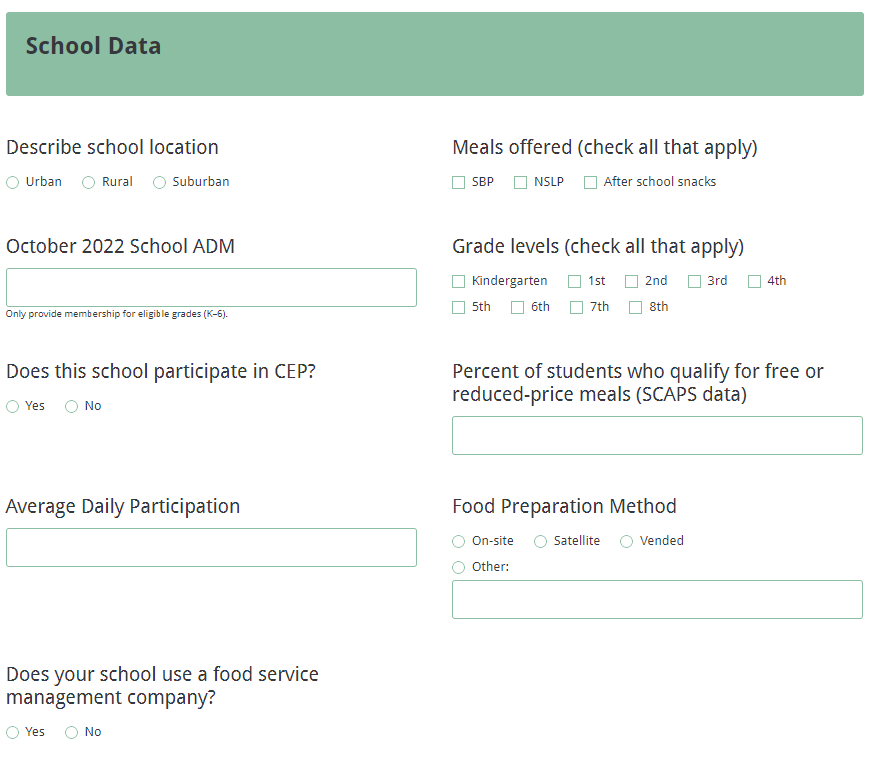 School Data
Describe school location
Urban Rural Suburban
Meals offered (check all that apply)
SBP NSLP After school snacks
October 2022 School ADM
Only provide membership for eligible grades (K–6).
Grade levels (check all that apply)
Kindergarten 1st 2nd 3rd 4th
5th 6th 7th 8th
Does this school participate in CEP?
Yes No
Percent of students who qualify for free or
reduced-price meals (SCAPS data)
Average Daily Participation
Food Preparation Method
On-site Satellite Vended
Other:
Does your school use a food service
management company?
Yes No